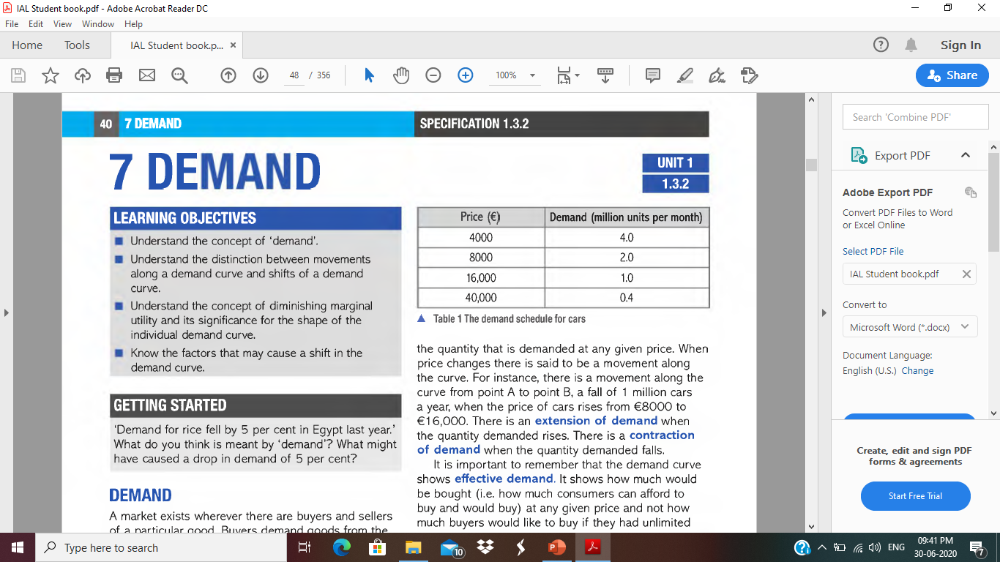 IAL Student book.pdf - Adobe Acrobat Reader DC
File Edit View Window Help
Home Tools IAL Student book.p... ×
Sign In
48 / 356 100% Share
40 7 DEMAND SPECIFICATION 1.3.2
7 DEMAND
UNIT 1
1.3.2
LEARNING OBJECTIVES
Understand the concept of ‘demand’.
Understand the distinction between movements
along a demand curve and shifts of a demand
curve.
Understand the concept of diminishing marginal
utility and its significance for the shape of the
individual demand curve.
Know the factors that may cause a shift in the
demand curve.
GETTING STARTED
‘Demand for rice fell by 5 per cent in Egypt last year.’
What do you think is meant by ‘demand’? What might
have caused a drop in demand of 5 per cent?
DEMAND
A market exists wherever there are buyers and sellers
of a particular good. Buyers demand goods from the
Price (€) Demand (million units per month)
4000 4.0
8000 2.0
16,000 1.0
40,000 0.4
▲ Table 1 The demand schedule for cars
the quantity that is demanded at any given price. When
price changes there is said to be a movement along
the curve. For instance, there is a movement along the
curve from point A to point B, a fall of 1 million cars
a year, when the price of cars rises from €8000 to
€16,000. There is an extension of demand when
the quantity demanded rises. There is a contraction
of demand when the quantity demanded falls.
It is important to remember that the demand curve
shows effective demand. It shows how much would
be bought (i.e. how much consumers can afford to
buy and would buy) at any given price and not how
much buyers would like to buy if they had unlimited
Search 'Combine PDF'
Export PDF
Adobe Export PDF
Convert PDF Files to Word
or Excel Online
Select PDF File
IAL Student book.pdf
Convert to
Microsoft Word (*.docx)
Document Language:
English (U.S.) Change
Create, edit and sign PDF
forms & agreements
Start Free Trial
Type here to search
10
ENG
09:41 PM
30-06-2020
7